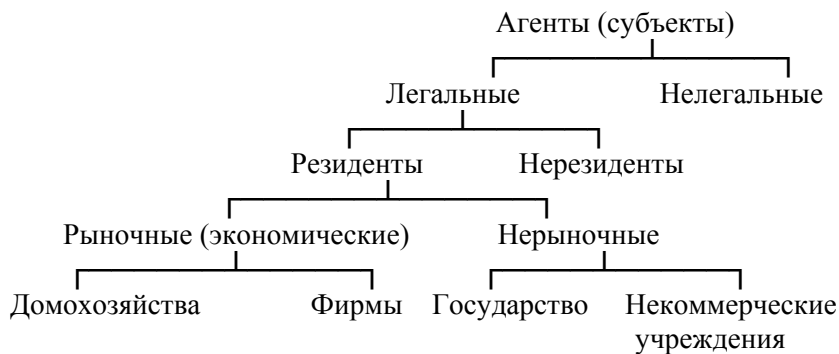 Агенты (субъекты)
Легальные Нелегальные
Резиденты Нерезиденты
Рыночные (экономические) Нерыночные
Домохозяйства Фирмы Государство Некоммерческие
учреждения